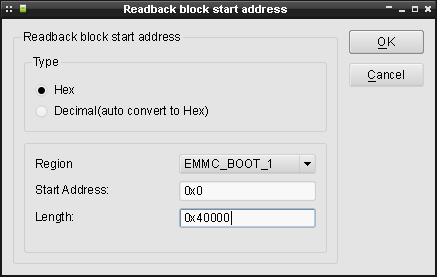 Readback block start address
Readback block start address
OK
Type
Cancel
Hex
Decimal(auto convert to Hex)
Region
EMMC_BOOT_1
Start Address:
0x0
Length:
0x40000